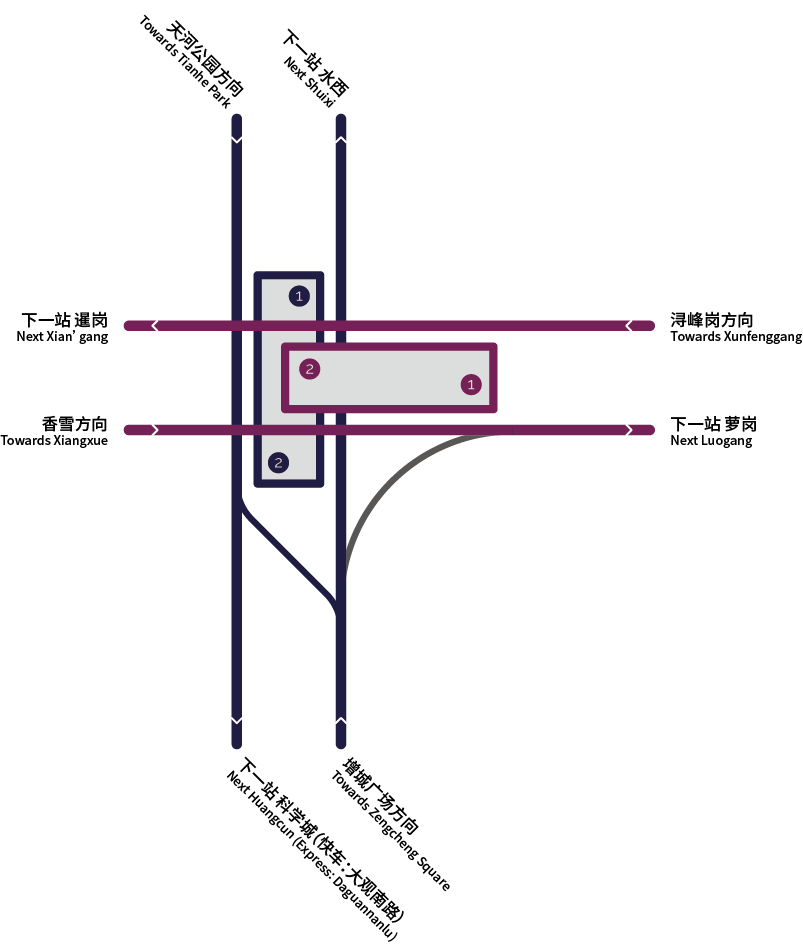 天河公园方向
Towards Tianhe Park
下一站 水西
Next Shuixi
1
下一站 暹岗
Next Xian’ gang
浔峰岗方向
Towards Xunfenggang
2
1
香雪方向
Towards Xiangxue
下一站 萝岗
Next Luogang
2
下一站 科学城（快车：大观南路）
Next Huangcun (Express: Daguannanlu)
增城广场方向
Towards Zengcheng Square